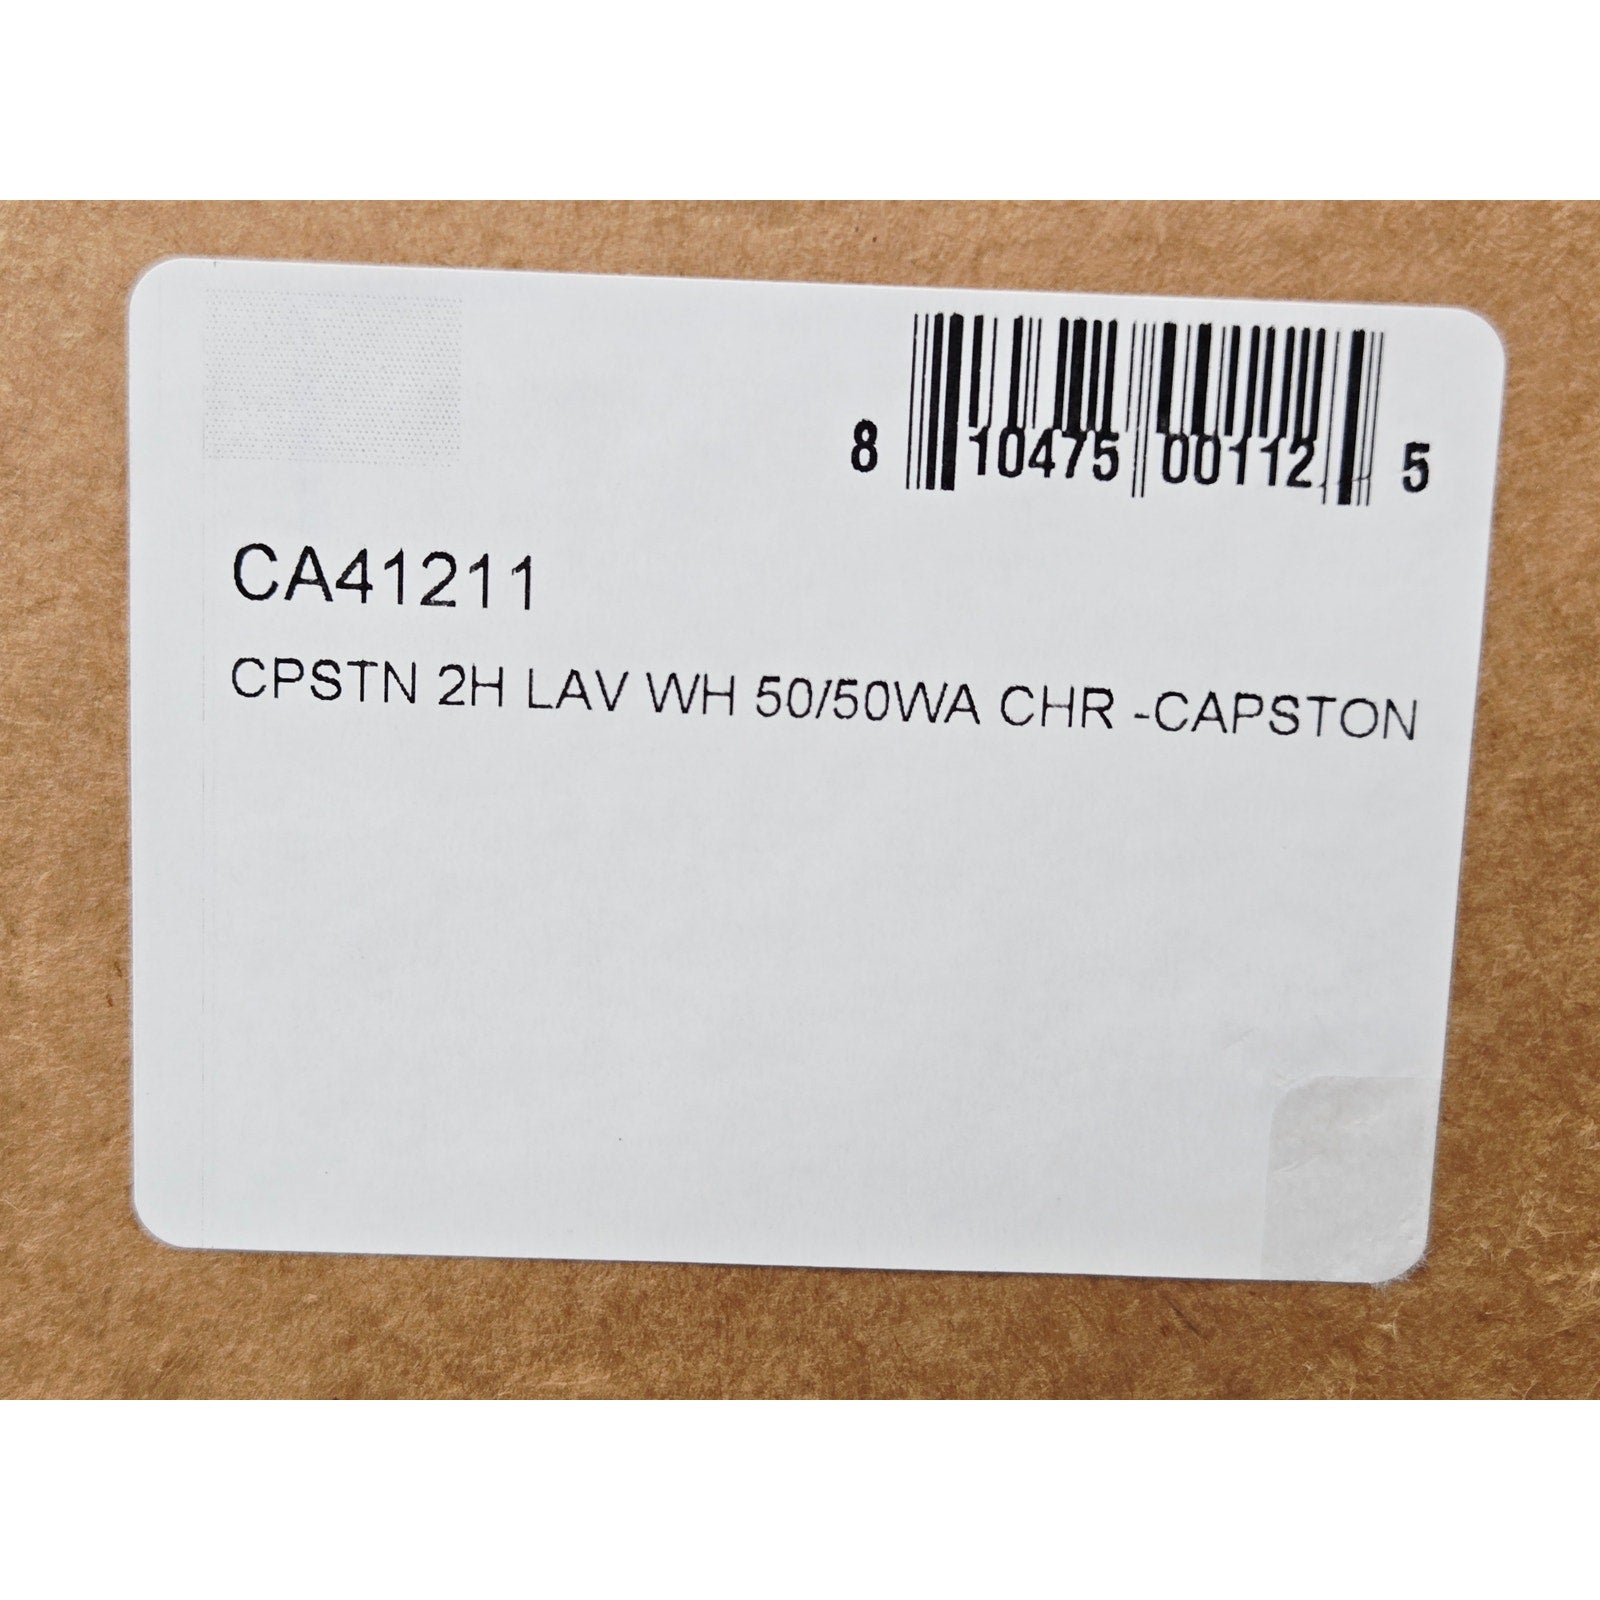 8 10475 00112 5
CA41211
CPSTN 2H LAV WH 50/50WA CHR -CAPSTON